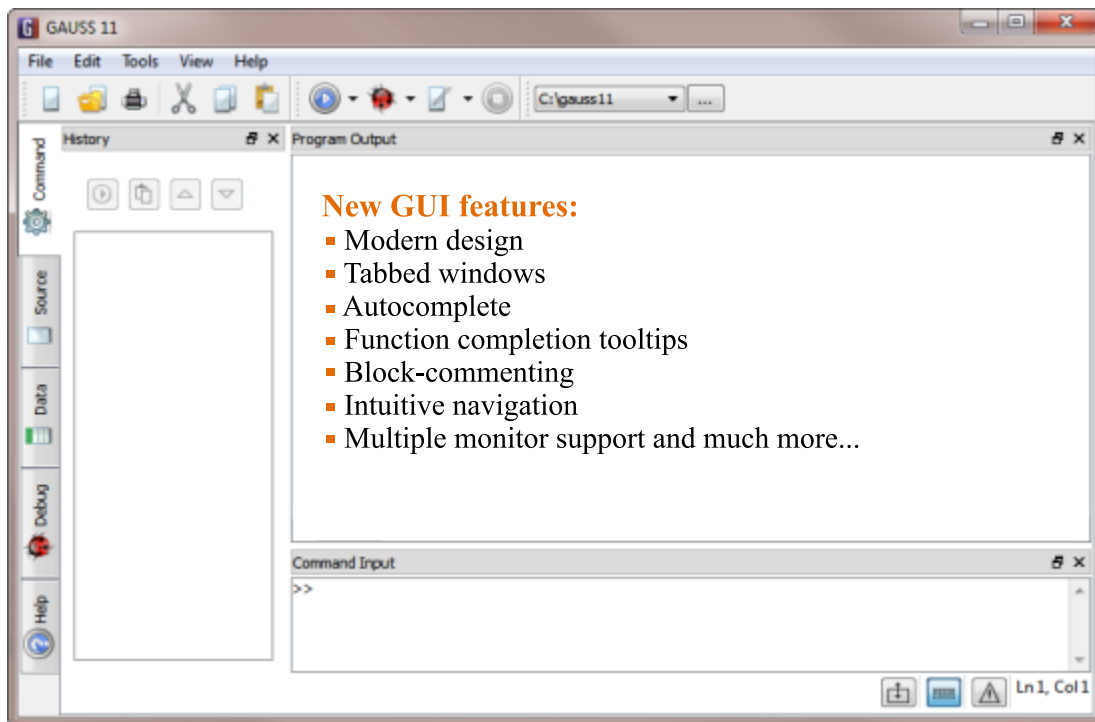 GAUSS 11
File Edit Tools View Help
C:\gauss11 ...
Command
Source
Data
Debug
Help
History
Program Output
New GUI features:
Modern design
Tabbed windows
Autocomplete
Function completion tooltips
Block-commenting
Intuitive navigation
Multiple monitor support and much more...
Command Input
>>
Ln 1, Col 1